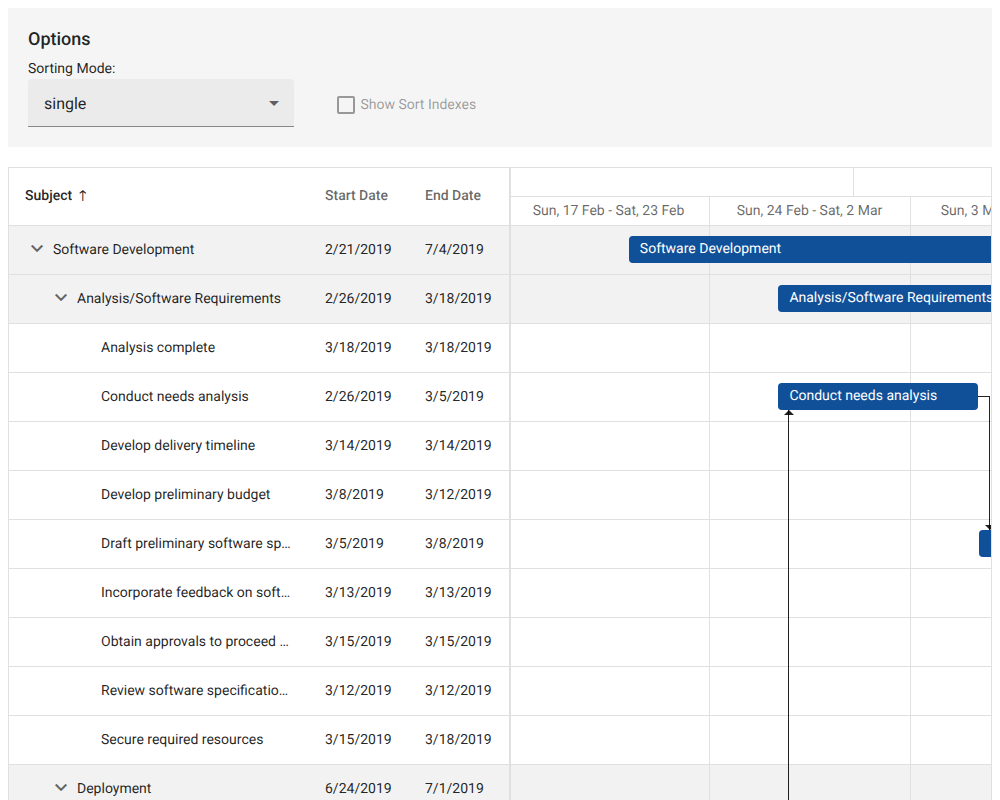 Options
Sorting Mode:
single
Show Sort Indexes
Subject ↑ Start Date End Date
Sun, 17 Feb - Sat, 23 Feb Sun, 24 Feb - Sat, 2 Mar Sun, 3 M
Software Development 2/21/2019 7/4/2019 Software Development
Analysis/Software Requirements 2/26/2019 3/18/2019 Analysis/Software Requirements
Analysis complete 3/18/2019 3/18/2019
Conduct needs analysis 2/26/2019 3/5/2019 Conduct needs analysis
Develop delivery timeline 3/14/2019 3/14/2019
Develop preliminary budget 3/8/2019 3/12/2019
Draft preliminary software sp... 3/5/2019 3/8/2019
Incorporate feedback on soft... 3/13/2019 3/13/2019
Obtain approvals to proceed ... 3/15/2019 3/15/2019
Review software specificatio... 3/12/2019 3/12/2019
Secure required resources 3/15/2019 3/18/2019
Deployment 6/24/2019 7/1/2019